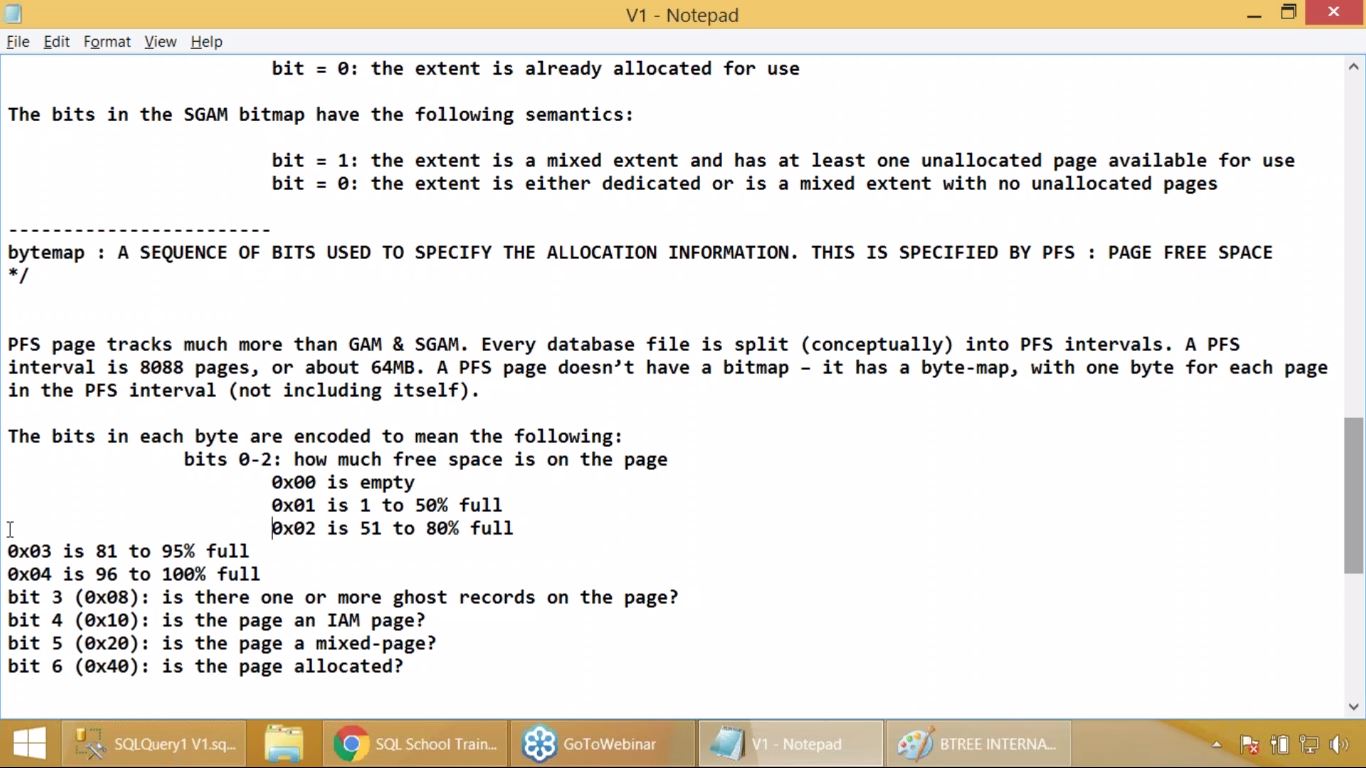 V1 - Notepad
File Edit Format View Help
bit = 0: the extent is already allocated for use
The bits in the SGAM bitmap have the following semantics:
bit = 1: the extent is a mixed extent and has at least one unallocated page available for use
bit = 0: the extent is either dedicated or is a mixed extent with no unallocated pages
------------------------
bytemap : A SEQUENCE OF BITS USED TO SPECIFY THE ALLOCATION INFORMATION. THIS IS SPECIFIED BY PFS : PAGE FREE SPACE
*/
PFS page tracks much more than GAM & SGAM. Every database file is split (conceptually) into PFS intervals. A PFS
interval is 8088 pages, or about 64MB. A PFS page doesn’t have a bitmap – it has a byte-map, with one byte for each page
in the PFS interval (not including itself).
The bits in each byte are encoded to mean the following:
bits 0-2: how much free space is on the page
0x00 is empty
0x01 is 1 to 50% full
0x02 is 51 to 80% full
0x03 is 81 to 95% full
0x04 is 96 to 100% full
bit 3 (0x08): is there one or more ghost records on the page?
bit 4 (0x10): is the page an IAM page?
bit 5 (0x20): is the page a mixed-page?
bit 6 (0x40): is the page allocated?
SQLQuery1 V1.sq... SQL School Train... GoToWebinar V1 - Notepad BTREE INTERNA...